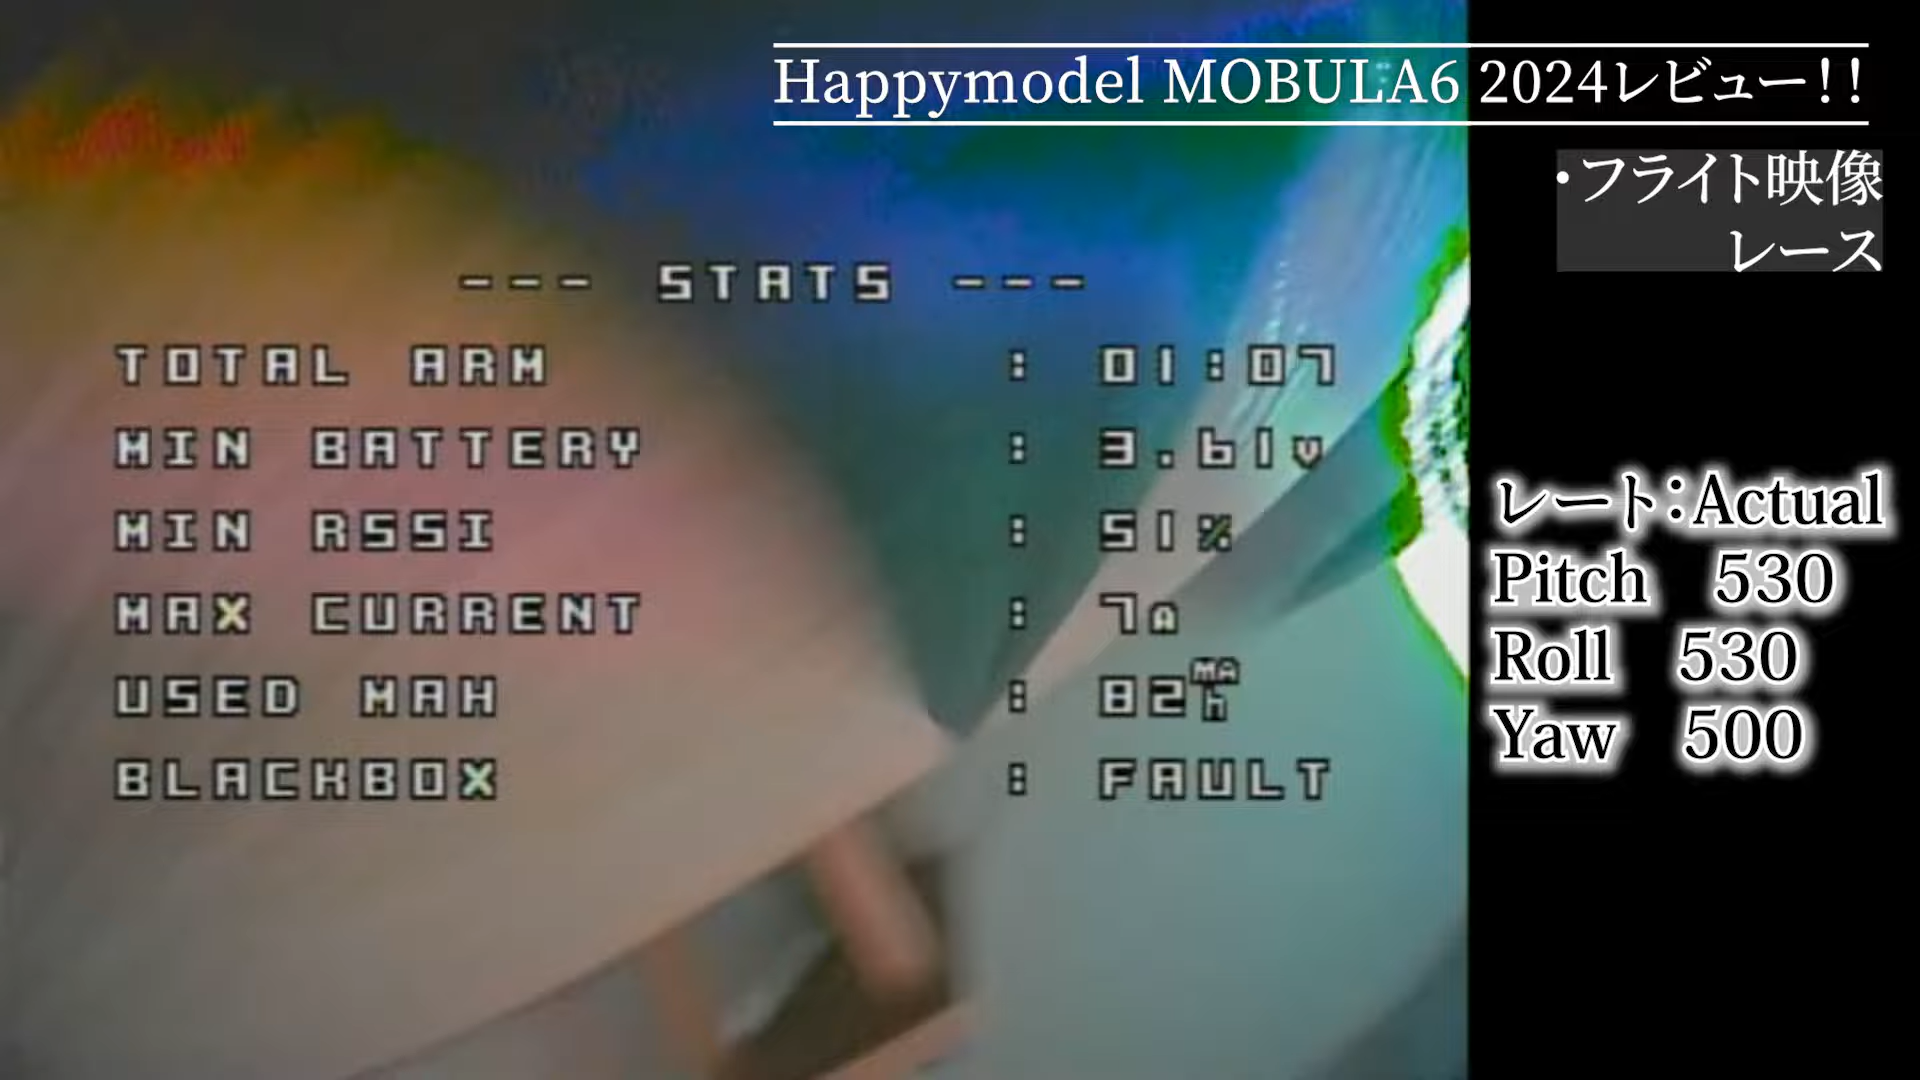 Happymodel MOBULA6 2024レビュー!!
・フライト映像
レース
--- STATS ---
TOTAL ARM : 01:07
MIN BATTERY : 3.61v
MIN RSSI : 51%
MAX CURRENT : 7A
USED MAH : 82MAh
BLACKBOX : FAULT
レート：Actual
Pitch 530
Roll 530
Yaw 500